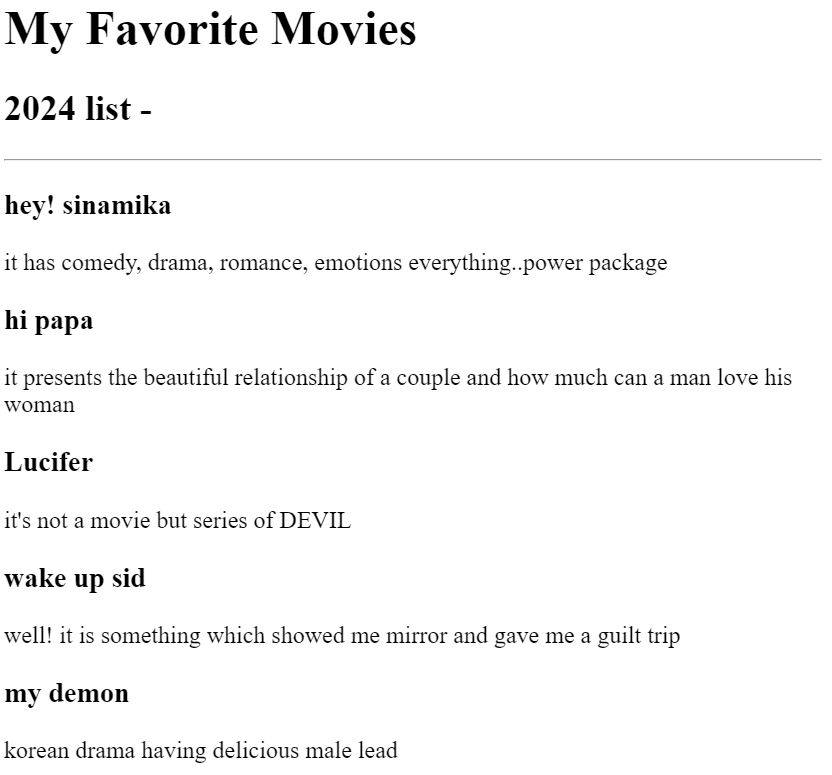 My Favorite Movies
2024 list -
hey! sinamika
it has comedy, drama, romance, emotions everything..power package
hi papa
it presents the beautiful relationship of a couple and how much can a man love his
woman
Lucifer
it's not a movie but series of DEVIL
wake up sid
well! it is something which showed me mirror and gave me a guilt trip
my demon
korean drama having delicious male lead